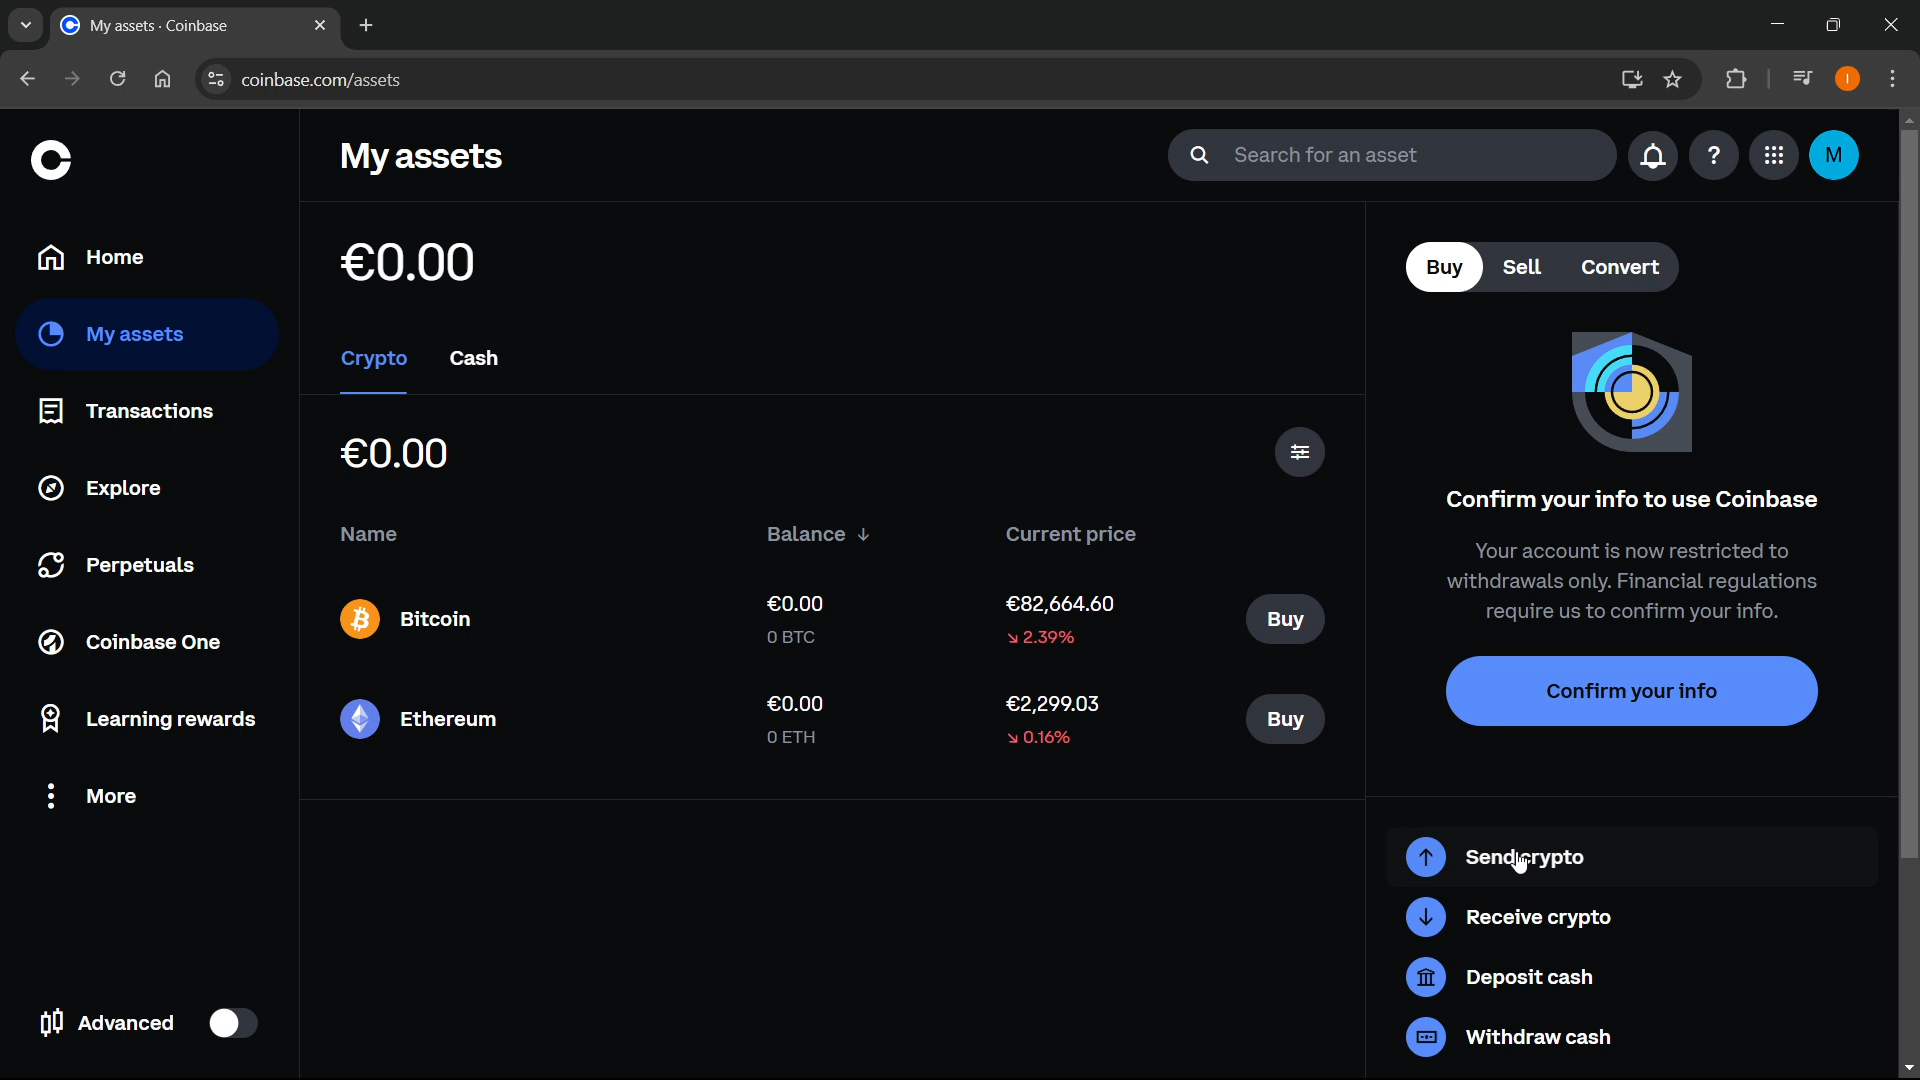 My assets · Coinbase
coinbase.com/assets
I
My assets
Search for an asset
?
M
Home
My assets
Transactions
Explore
Perpetuals
Coinbase One
Learning rewards
More
Advanced
€0.00
Crypto Cash
€0.00
Name Balance ↓ Current price
Bitcoin €0.00 €82,664.60 Buy
0 BTC ↘ 2.39%
Ethereum €0.00 €2,299.03 Buy
0 ETH ↘ 0.16%
Buy Sell Convert
Confirm your info to use Coinbase
Your account is now restricted to
withdrawals only. Financial regulations
require us to confirm your info.
Confirm your info
Send crypto
Receive crypto
Deposit cash
Withdraw cash